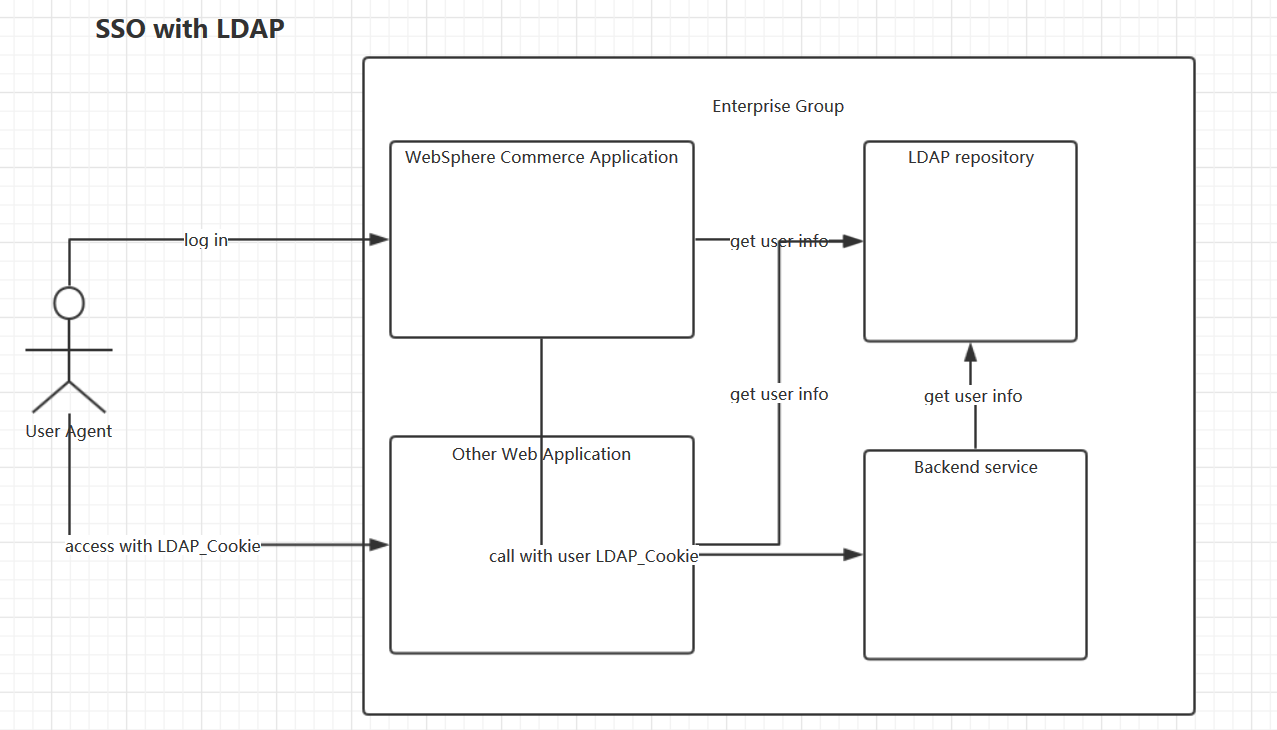 SSO with LDAP
Enterprise Group
WebSphere Commerce Application
LDAP repository
log in
get user info
get user info
get user info
User Agent
Other Web Application
Backend service
access with LDAP_Cookie
call with user LDAP_Cookie